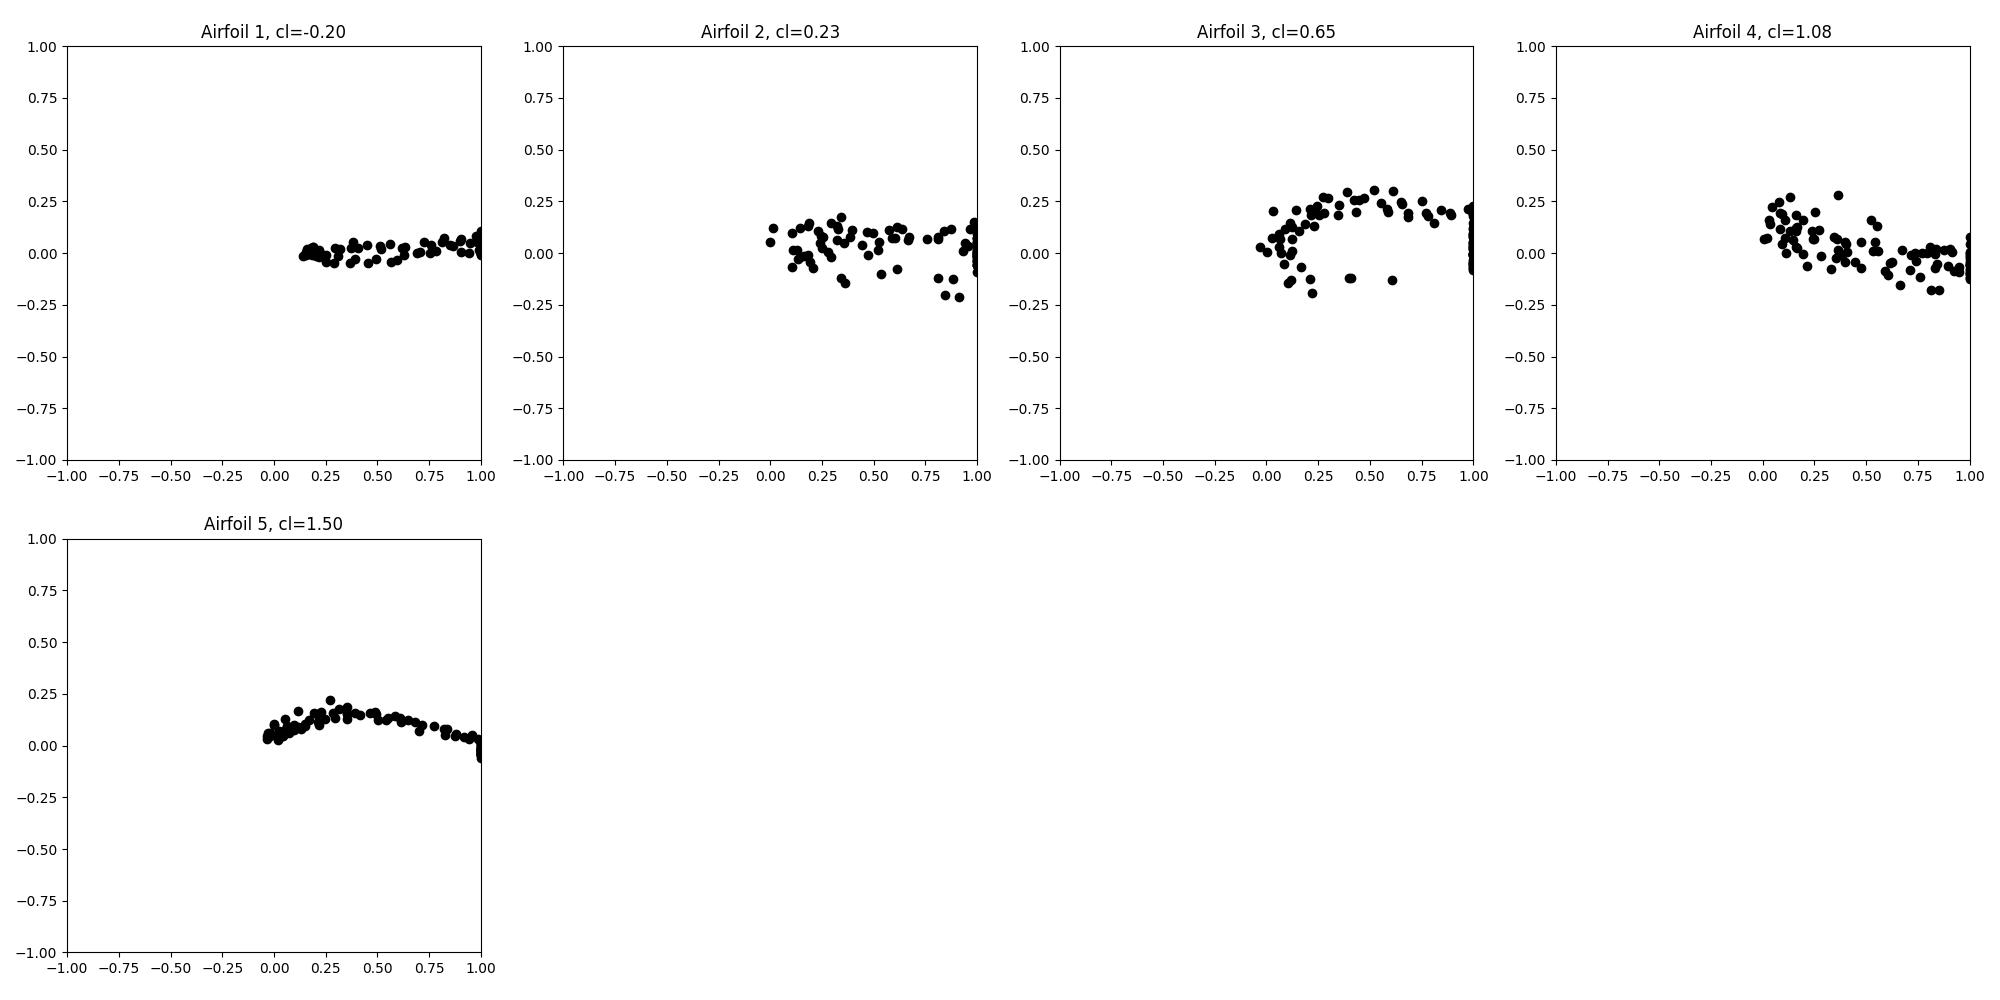 Airfoil 1, cl=-0.20
Airfoil 2, cl=0.23
Airfoil 3, cl=0.65
Airfoil 4, cl=1.08
1.00 1.00 1.00 1.00
0.75 0.75 0.75 0.75
0.50 0.50 0.50 0.50
0.25 0.25 0.25 0.25
0.00 0.00 0.00 0.00
−0.25 −0.25 −0.25 −0.25
−0.50 −0.50 −0.50 −0.50
−0.75 −0.75 −0.75 −0.75
−1.00 −1.00 −1.00 −1.00
−1.00 −0.75 −0.50 −0.25 0.00 0.25 0.50 0.75 1.00
−1.00 −0.75 −0.50 −0.25 0.00 0.25 0.50 0.75 1.00
−1.00 −0.75 −0.50 −0.25 0.00 0.25 0.50 0.75 1.00
−1.00 −0.75 −0.50 −0.25 0.00 0.25 0.50 0.75 1.00
Airfoil 5, cl=1.50
1.00
0.75
0.50
0.25
0.00
−0.25
−0.50
−0.75
−1.00
−1.00 −0.75 −0.50 −0.25 0.00 0.25 0.50 0.75 1.00